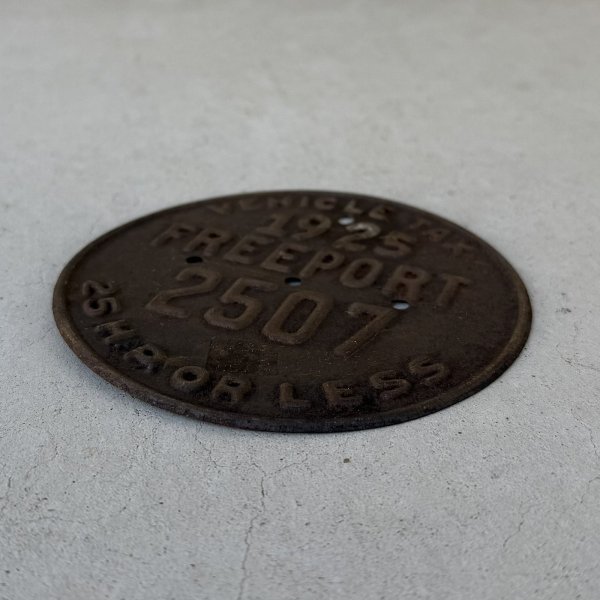 VEHICLE TAX
1925
FREEPORT
2507
25 H.P. OR LESS